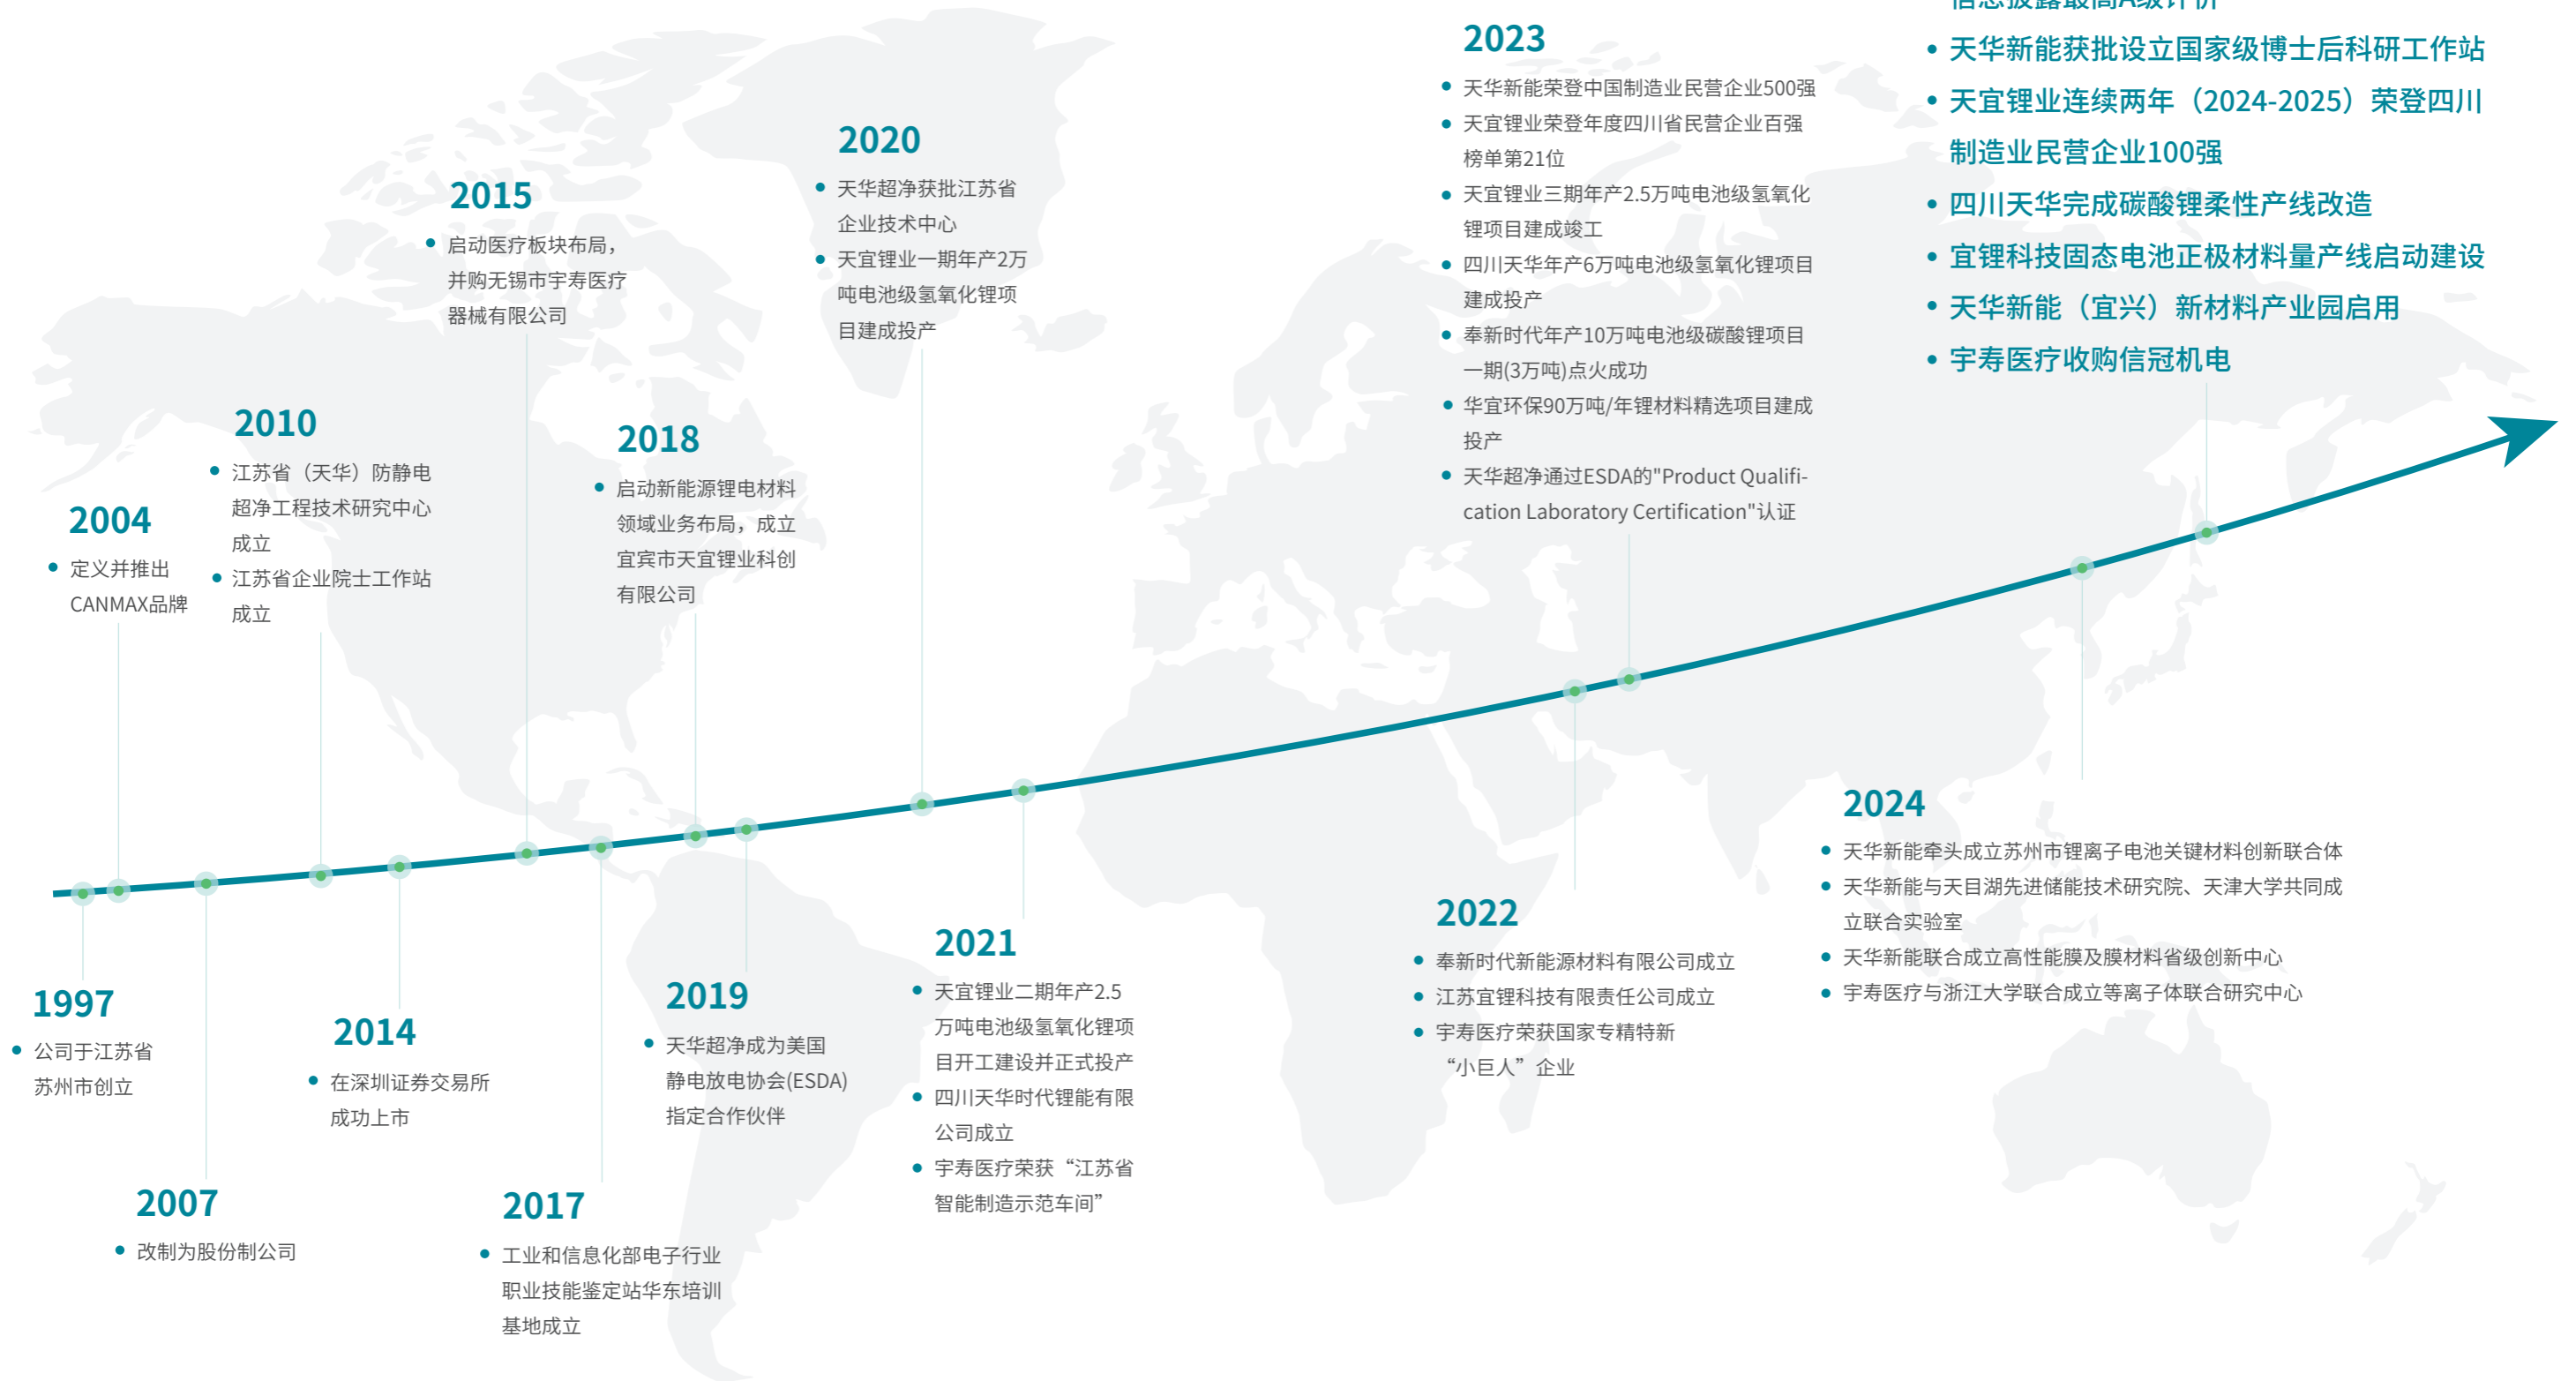 1997
公司于江苏省
苏州市创立
2004
定义并推出
CANMAX品牌
2007
改制为股份制公司
2010
江苏省（天华）防静电
超净工程技术研究中心
成立
江苏省企业院士工作站
成立
2014
在深圳证券交易所
成功上市
2015
启动医疗板块布局，
并购无锡市宇寿医疗
器械有限公司
2017
工业和信息化部电子行业
职业技能鉴定站华东培训
基地成立
2018
启动新能源锂电材料
领域业务布局，成立
宜宾市天宜锂业科创
有限公司
2019
天华超净成为美国
静电放电协会(ESDA)
指定合作伙伴
2020
天华超净获批江苏省
企业技术中心
天宜锂业一期年产2万
吨电池级氢氧化锂项
目建成投产
2021
天宜锂业二期年产2.5
万吨电池级氢氧化锂项
目开工建设并正式投产
四川天华时代锂能有限
公司成立
宇寿医疗荣获“江苏省
智能制造示范车间”
2022
奉新时代新能源材料有限公司成立
江苏宜锂科技有限责任公司成立
宇寿医疗荣获国家专精特新
“小巨人”企业
2023
天华新能荣登中国制造业民营企业500强
天宜锂业荣登年度四川省民营企业百强
榜单第21位
天宜锂业三期年产2.5万吨电池级氢氧化
锂项目建成竣工
四川天华年产6万吨电池级氢氧化锂项目
建成投产
奉新时代年产10万吨电池级碳酸锂项目
一期(3万吨)点火成功
华宜环保90万吨/年锂材料精选项目建成
投产
天华超净通过ESDA的"Product Qualifi-
cation Laboratory Certification"认证
2024
天华新能牵头成立苏州市锂离子电池关键材料创新联合体
天华新能与天目湖先进储能技术研究院、天津大学共同成
立联合实验室
天华新能联合成立高性能膜及膜材料省级创新中心
宇寿医疗与浙江大学联合成立等离子体联合研究中心
信息披露最高A级评价
天华新能获批设立国家级博士后科研工作站
天宜锂业连续两年（2024-2025）荣登四川
制造业民营企业100强
四川天华完成碳酸锂柔性产线改造
宜锂科技固态电池正极材料量产线启动建设
天华新能（宜兴）新材料产业园启用
宇寿医疗收购信冠机电